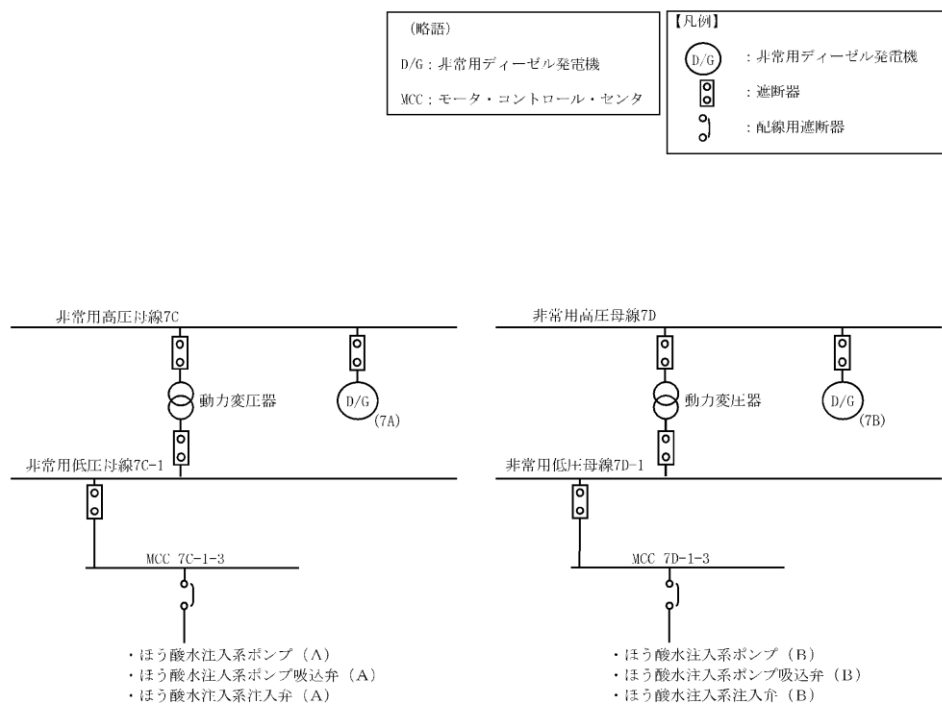 (略語)
D/G:非常用ディーゼル発電機
MCC:モータ・コントロール・センタ
【凡例】
D/G :非常用ディーゼル発電機
:遮断器
:配線用遮断器
非常用高圧母線7C
動力変圧器
D/G
(7A)
非常用低圧母線7C-1
MCC 7C-1-3
・ほう酸水注入系ポンプ(A)
・ほう酸水注入系ポンプ吸込弁(A)
・ほう酸水注入系注入弁(A)
非常用高圧母線7D
動力変圧器
D/G
(7B)
非常用低圧母線7D-1
MCC 7D-1-3
・ほう酸水注入系ポンプ(B)
・ほう酸水注入系ポンプ吸込弁(B)
・ほう酸水注入系注入弁(B)